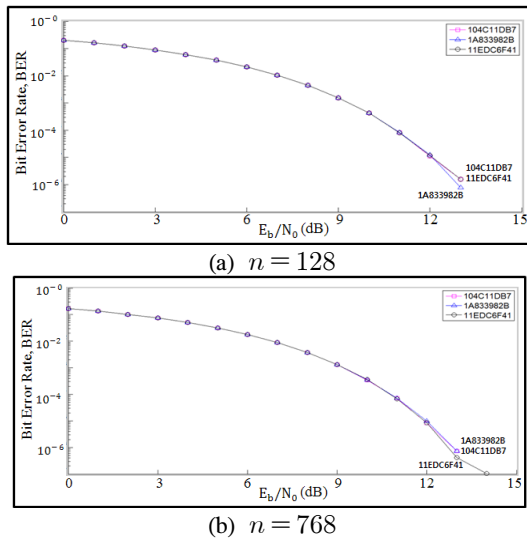 10^0
10^-2
10^-4
10^-6
Bit Error Rate, BER
104C11DB7
1A833982B
11EDC6F41
104C11DB7
11EDC6F41
1A833982B
0 3 6 9 12 15
E_b/N_0 (dB)
(a) n = 128
10^0
10^-2
10^-4
10^-6
Bit Error Rate, BER
104C11DB7
1A833982B
11EDC6F41
1A833982B
104C11DB7
11EDC6F41
0 3 6 9 12 15
E_b/N_0 (dB)
(b) n = 768